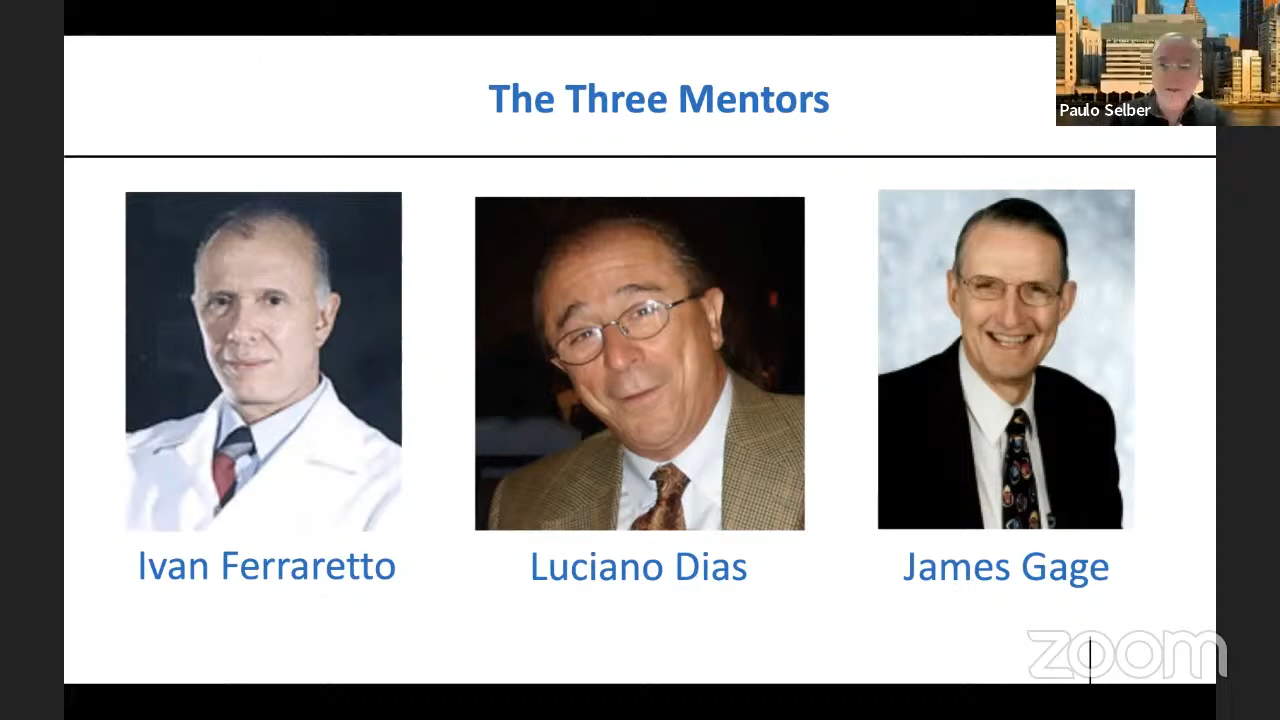 The Three Mentors
Paulo Selber
Ivan Ferraretto
Luciano Dias
James Gage
zoom